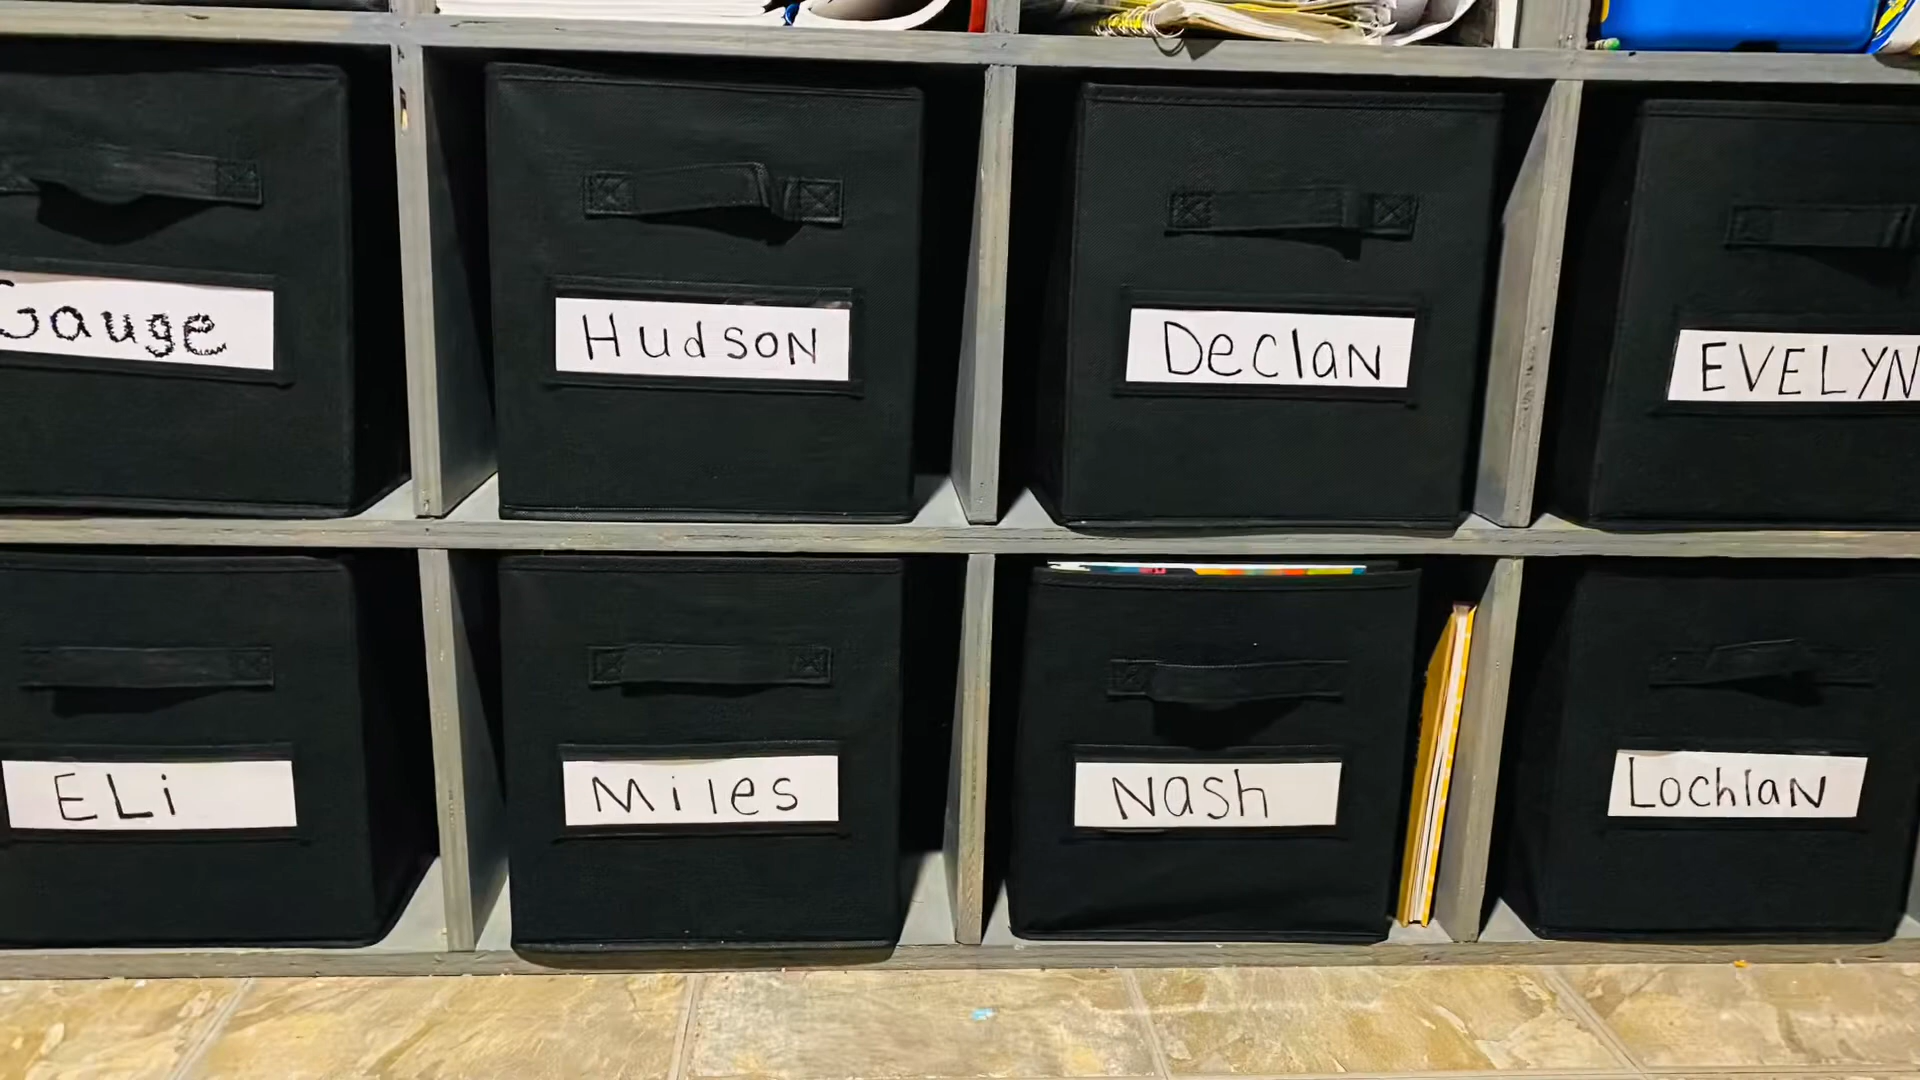 Gauge
Hudson
Declan
EVELYN
ELi
Miles
Nash
Lochlan